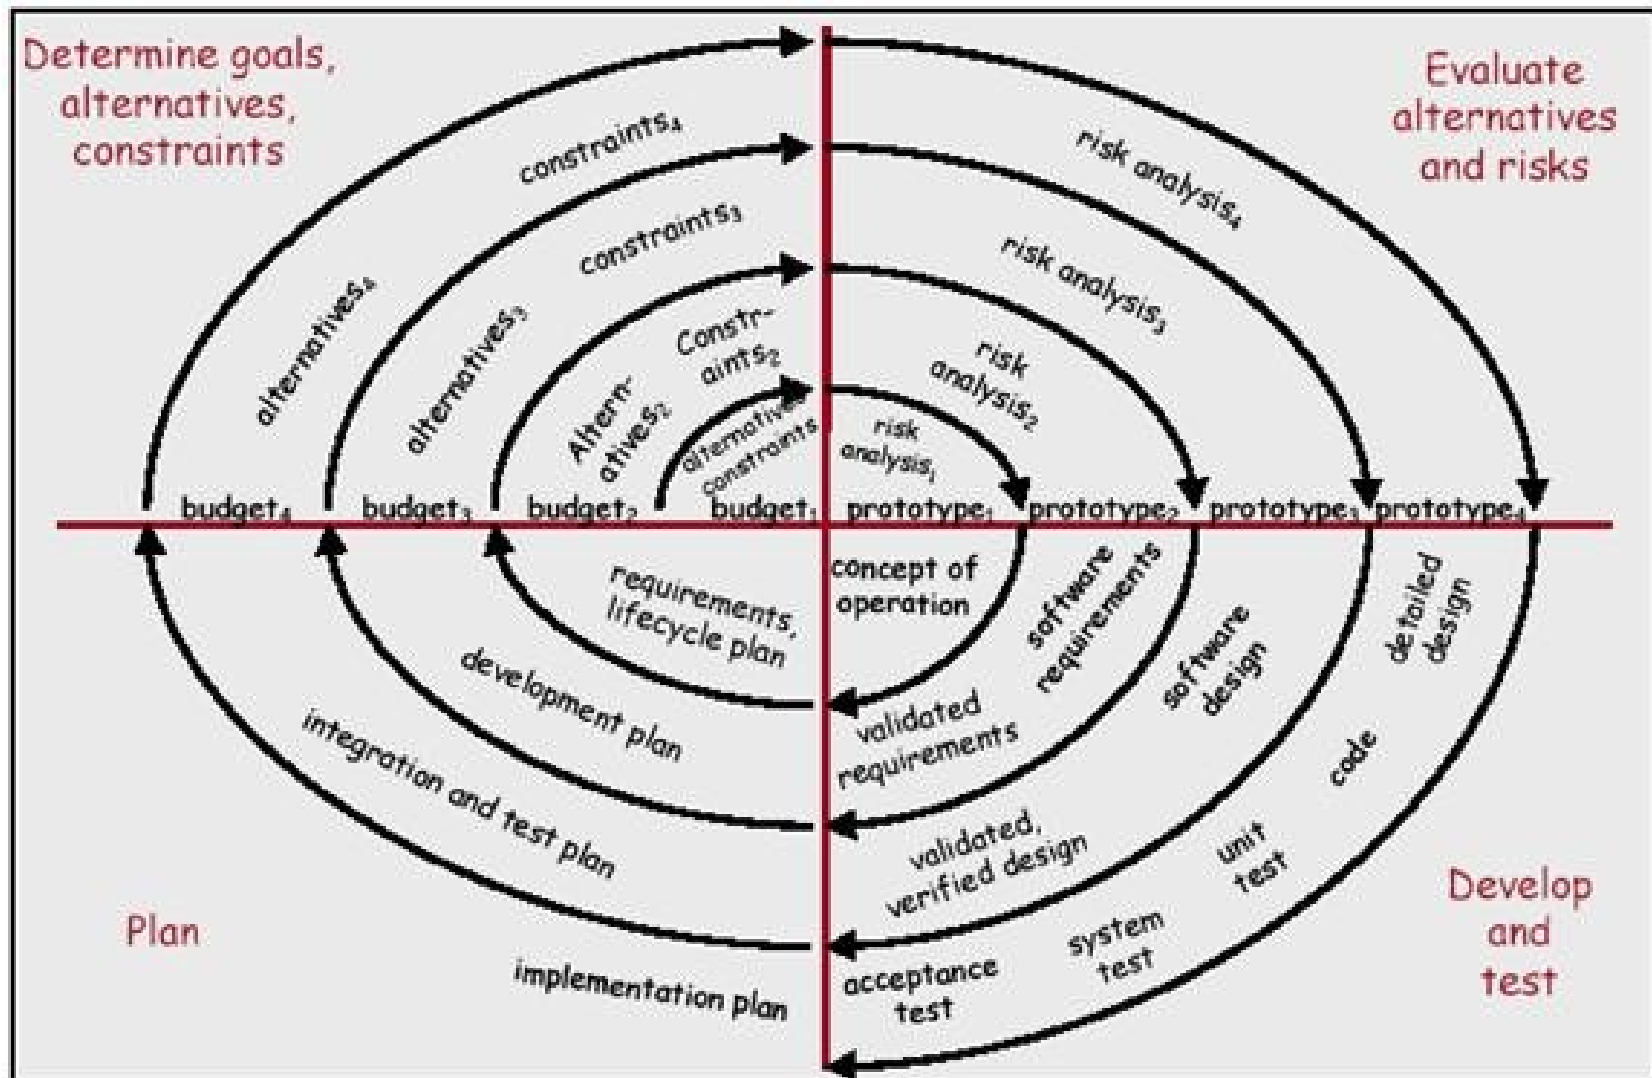 Determine goals,
alternatives,
constraints
Evaluate
alternatives
and risks
constraints₄
risk analysis₄
constraints₃
risk analysis₃
alternatives₄
alternatives₃
Constr-
aints₂
Altern-
atives₂
risk
analysis₂
alternatives
constraints
risk
analysis₁
budget₄ budget₃ budget₂ budget₁ prototype₁ prototype₂ prototype₃ prototype₄
requirements,
lifecycle plan
concept of
operation
software
requirements
software
design
detailed
design
development plan
validated
requirements
integration and test plan
validated,
verified design
code
unit
test
system
test
acceptance
test
implementation plan
Plan
Develop
and
test